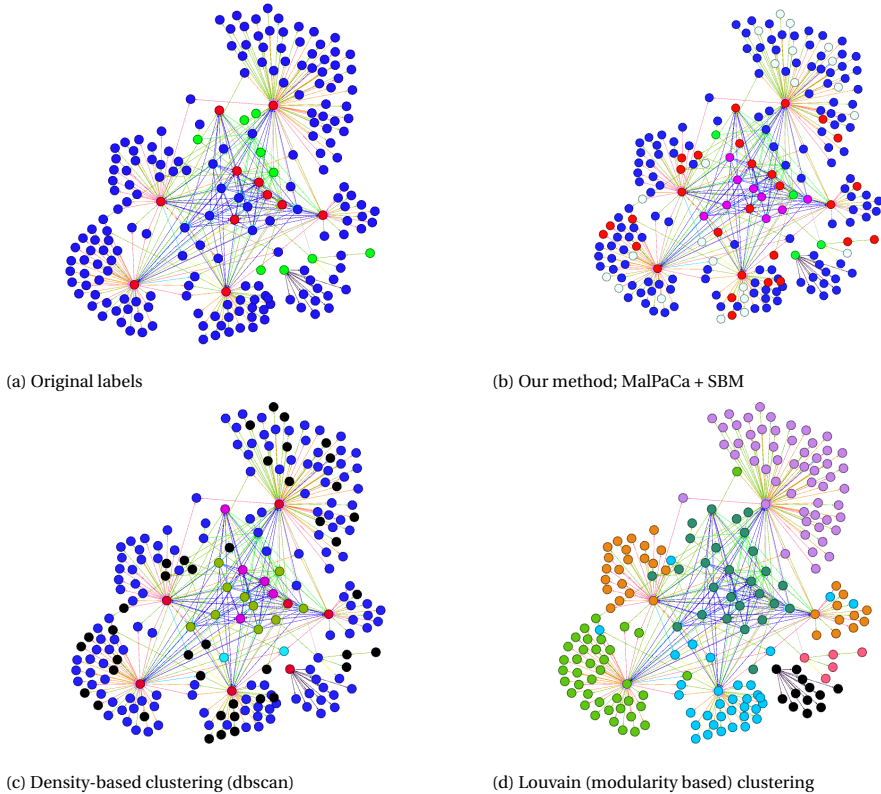 (a) Original labels
(b) Our method; MalPaCa + SBM
(c) Density-based clustering (dbscan)
(d) Louvain (modularity based) clustering